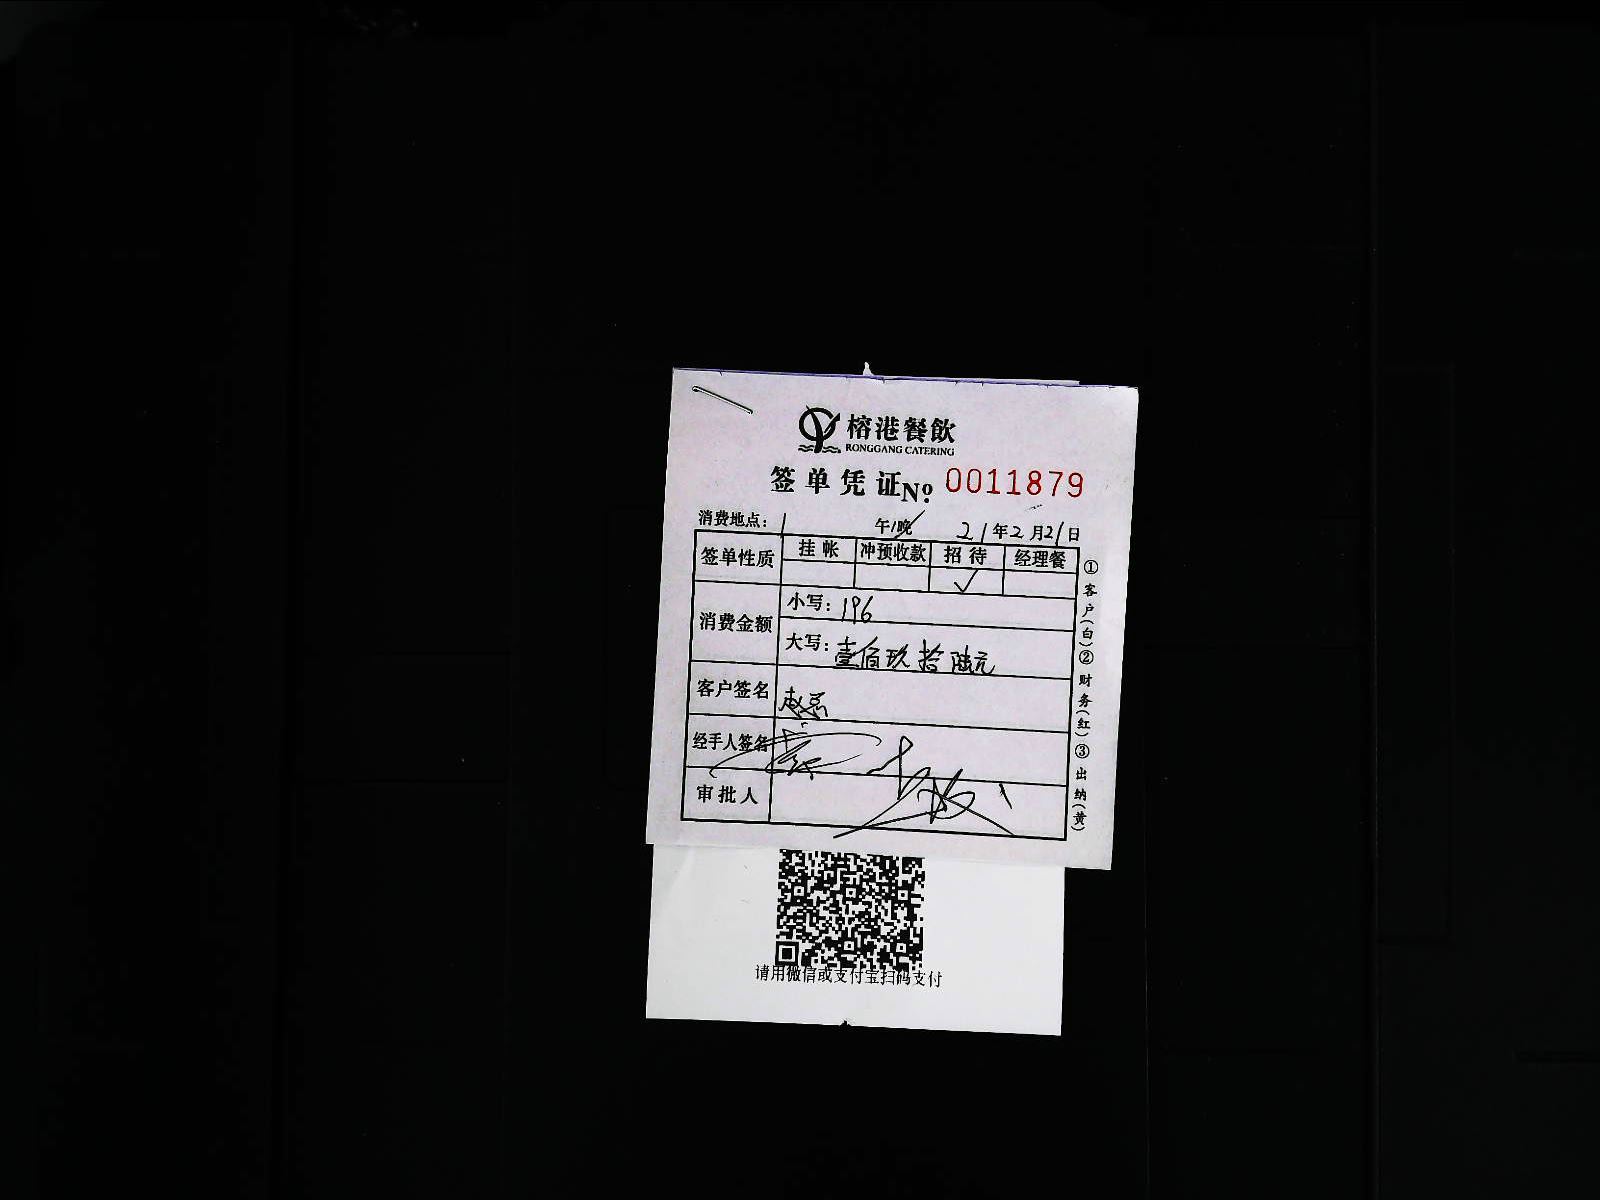 榕港餐飲
RONGGANG CATERING
签单凭证No. 0011879
消费地点: 1 午/晚 21年2月21日
签单性质 挂帐 冲预收款 招待 经理餐
✓
消费金额 小写: 196
大写: 壹佰玖拾陆元
客户签名 赵总
经手人签名
审批人
①客户(白)②财务(红)③出纳(黄)
请用微信或支付宝扫码支付